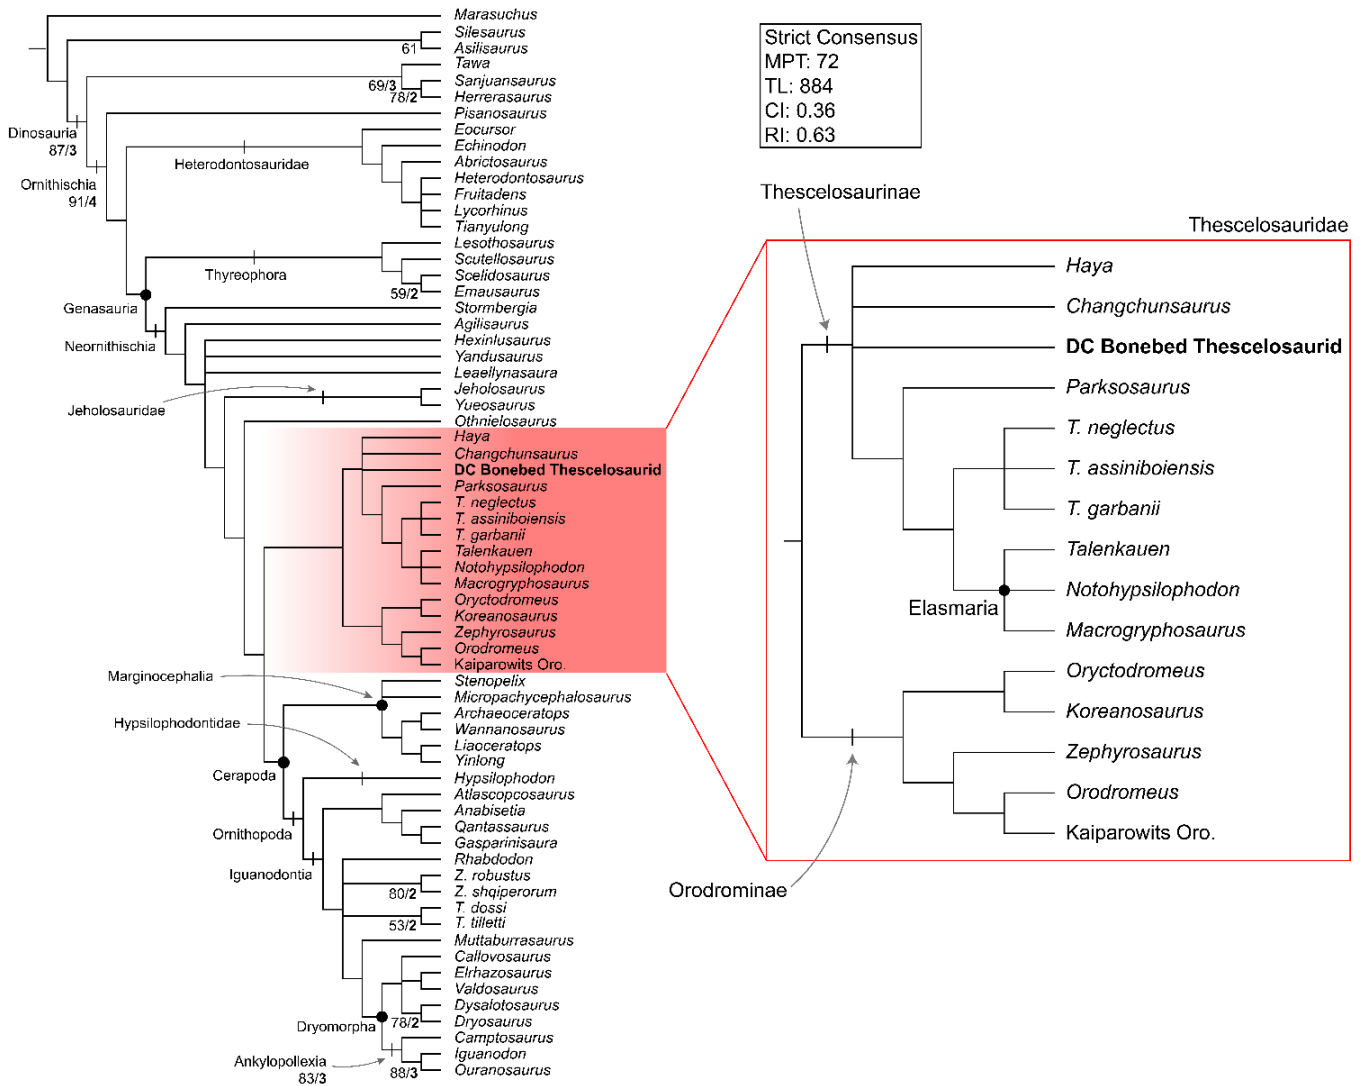 Marasuchus
Silesaurus
61
Asilisaurus
Tawa
69/3
Sanjuansaurus
78/2
Herrerasaurus
Pisanosaurus
Dinosauria
87/3
Eocursor
Echinodon
Heterodontosauridae
Abrictosaurus
Ornithischia
91/4
Heterodontosaurus
Fruitadens
Lycorhinus
Tianyulong
Lesothosaurus
Scutellosaurus
Thyreophora
Scelidosaurus
59/2
Emausaurus
Genasauria
Stormbergia
Agilisaurus
Neornithischia
Hexinlusaurus
Yandusaurus
Leaellynasaura
Jeholosaurus
Jeholosauridae
Yueosaurus
Othnielosaurus
Haya
Changchunsaurus
DC Bonebed Thescelosaurid
Parksosaurus
T. neglectus
T. assiniboiensis
T. garbanii
Talenkauen
Notohypsilophodon
Macrogryphosaurus
Oryctodromeus
Koreanosaurus
Zephyrosaurus
Orodromeus
Kaiparowits Oro.
Marginocephalia
Stenopelix
Micropachycephalosaurus
Archaeoceratops
Hypsilophodontidae
Wannanosaurus
Liaoceratops
Yinlong
Cerapoda
Hypsilophodon
Atlascopcosaurus
Anabisetia
Qantassaurus
Ornithopoda
Gasparinisaura
Rhabdodon
Iguanodontia
Z. robustus
80/2
Z. shqiperorum
T. dossi
53/2
T. tilletti
Muttaburrasaurus
Callovosaurus
Elrhazosaurus
Valdosaurus
Dysalotosaurus
78/2
Dryosaurus
Dryomorpha
Camptosaurus
Iguanodon
Ankylopollexia
83/3
88/3
Ouranosaurus
Strict Consensus
MPT: 72
TL: 884
CI: 0.36
RI: 0.63
Thescelosaurinae
Thescelosauridae
Haya
Changchunsaurus
DC Bonebed Thescelosaurid
Parksosaurus
T. neglectus
T. assiniboiensis
T. garbanii
Talenkauen
Notohypsilophodon
Elasmaria
Macrogryphosaurus
Oryctodromeus
Koreanosaurus
Zephyrosaurus
Orodromeus
Kaiparowits Oro.
Orodrominae